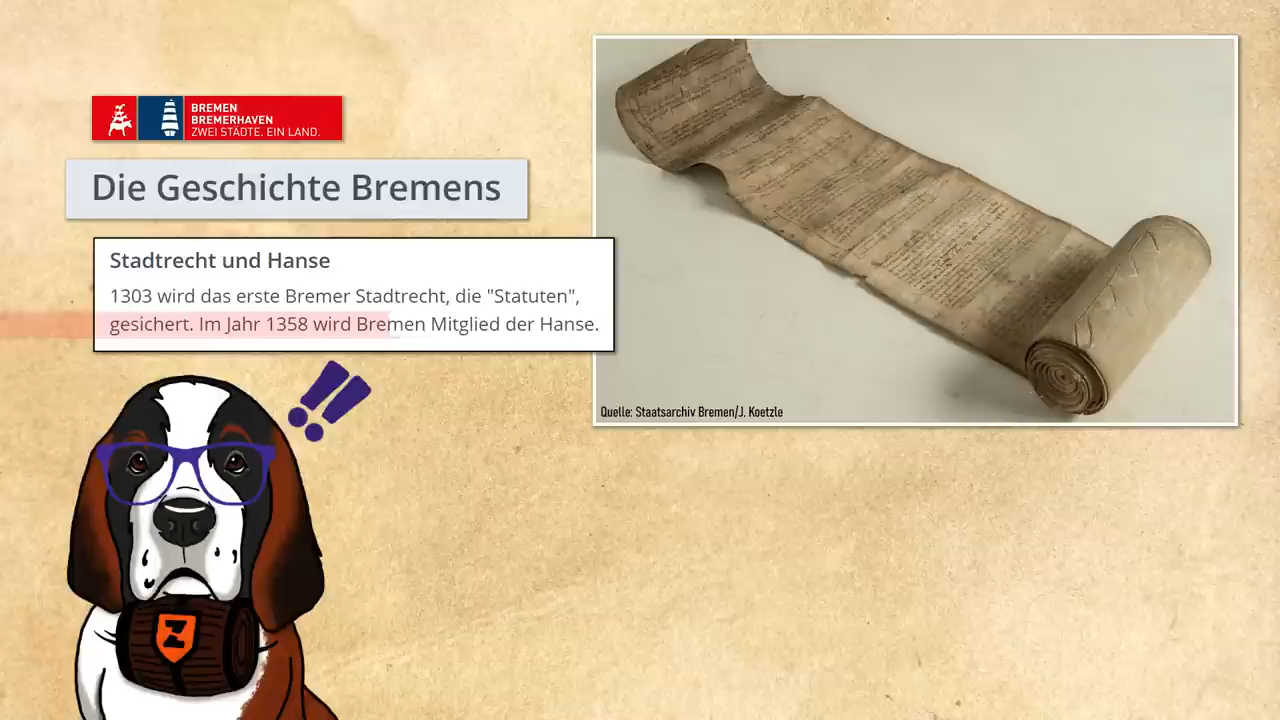 BREMEN
BREMERHAVEN
ZWEI STÄDTE. EIN LAND.
Die Geschichte Bremens
Stadtrecht und Hanse
1303 wird das erste Bremer Stadtrecht, die "Statuten",
gesichert. Im Jahr 1358 wird Bremen Mitglied der Hanse.
Quelle: Staatsarchiv Bremen/J. Koetzle
!!
Z